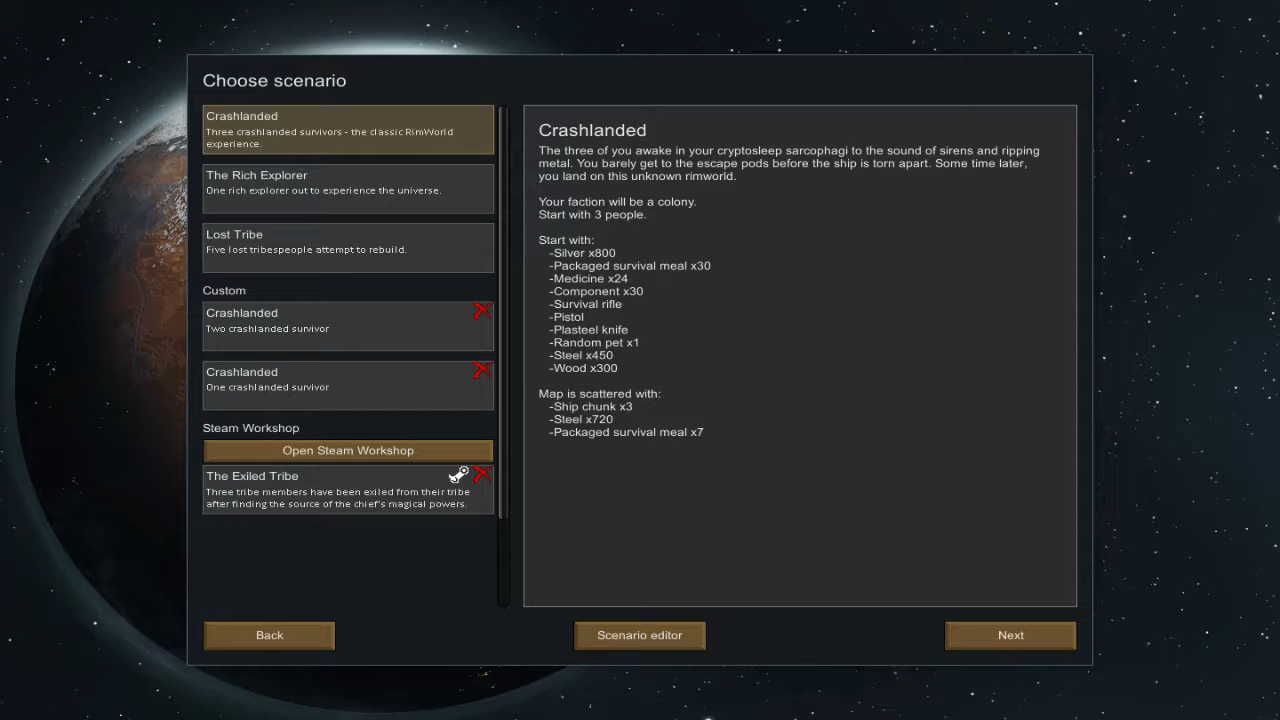 Choose scenario
Crashlanded
Three crashlanded survivors - the classic RimWorld
experience.
The Rich Explorer
One rich explorer out to experience the universe.
Lost Tribe
Five lost tribespeople attempt to rebuild.
Custom
Crashlanded
Two crashlanded survivor
Crashlanded
One crashlanded survivor
Steam Workshop
Open Steam Workshop
The Exiled Tribe
Three tribe members have been exiled from their tribe
after finding the source of the chief's magical powers.
Crashlanded
The three of you awake in your cryptosleep sarcophagi to the sound of sirens and ripping
metal. You barely get to the escape pods before the ship is torn apart. Some time later,
you land on this unknown rimworld.
Your faction will be a colony.
Start with 3 people.
Start with:
-Silver x800
-Packaged survival meal x30
-Medicine x24
-Component x30
-Survival rifle
-Pistol
-Plasteel knife
-Random pet x1
-Steel x450
-Wood x300
Map is scattered with:
-Ship chunk x3
-Steel x720
-Packaged survival meal x7
Back
Scenario editor
Next